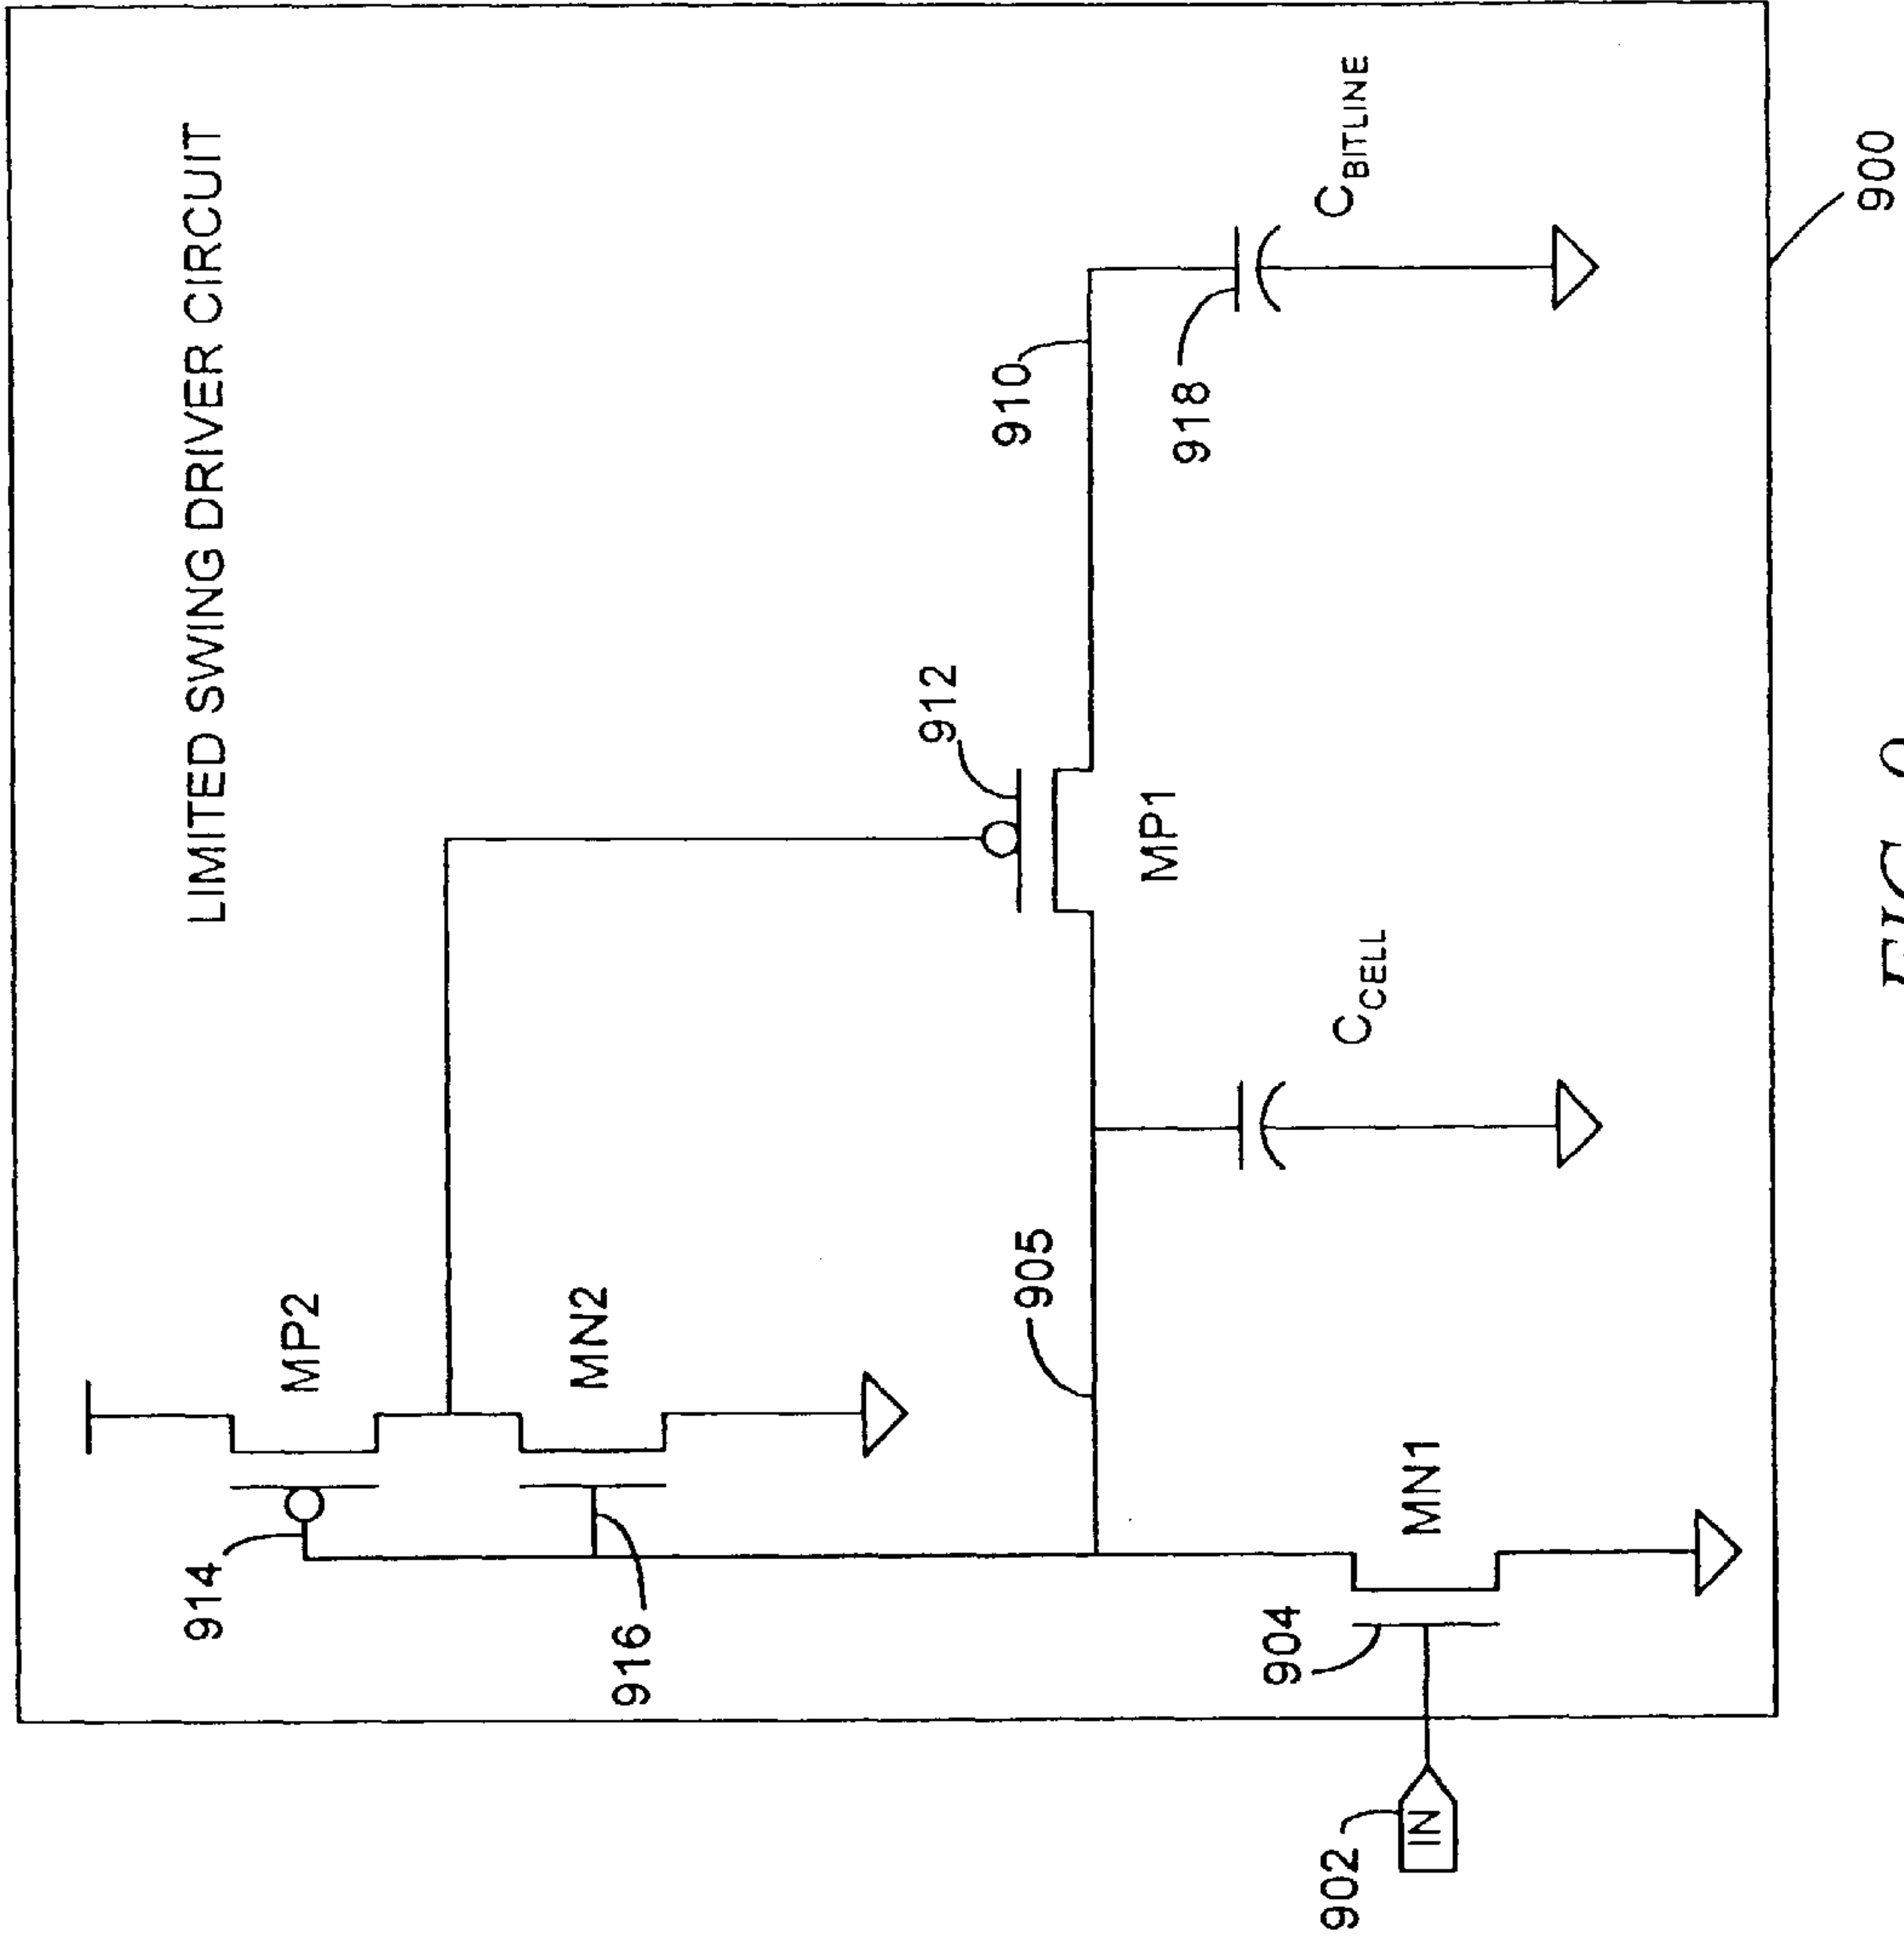 LIMITED SWING DRIVER CIRCUIT
914
MP2
916
MN2
912
MP1
905
910
918
C_CELL
C_BITLINE
902
IN
904
MN1
900